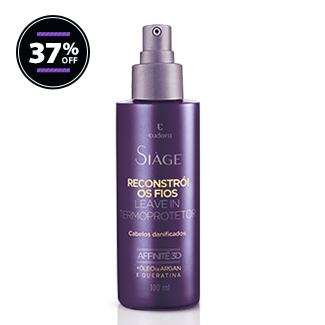 37%
OFF
E
eudora
SIÀGE
RECONSTRÓI
OS FIOS
LEAVE IN
TERMOPROTETOR
Cabelos danificados
AFFINITÉ 3D
+ÓLEO DE ARGAN
E QUERATINA
100 ml